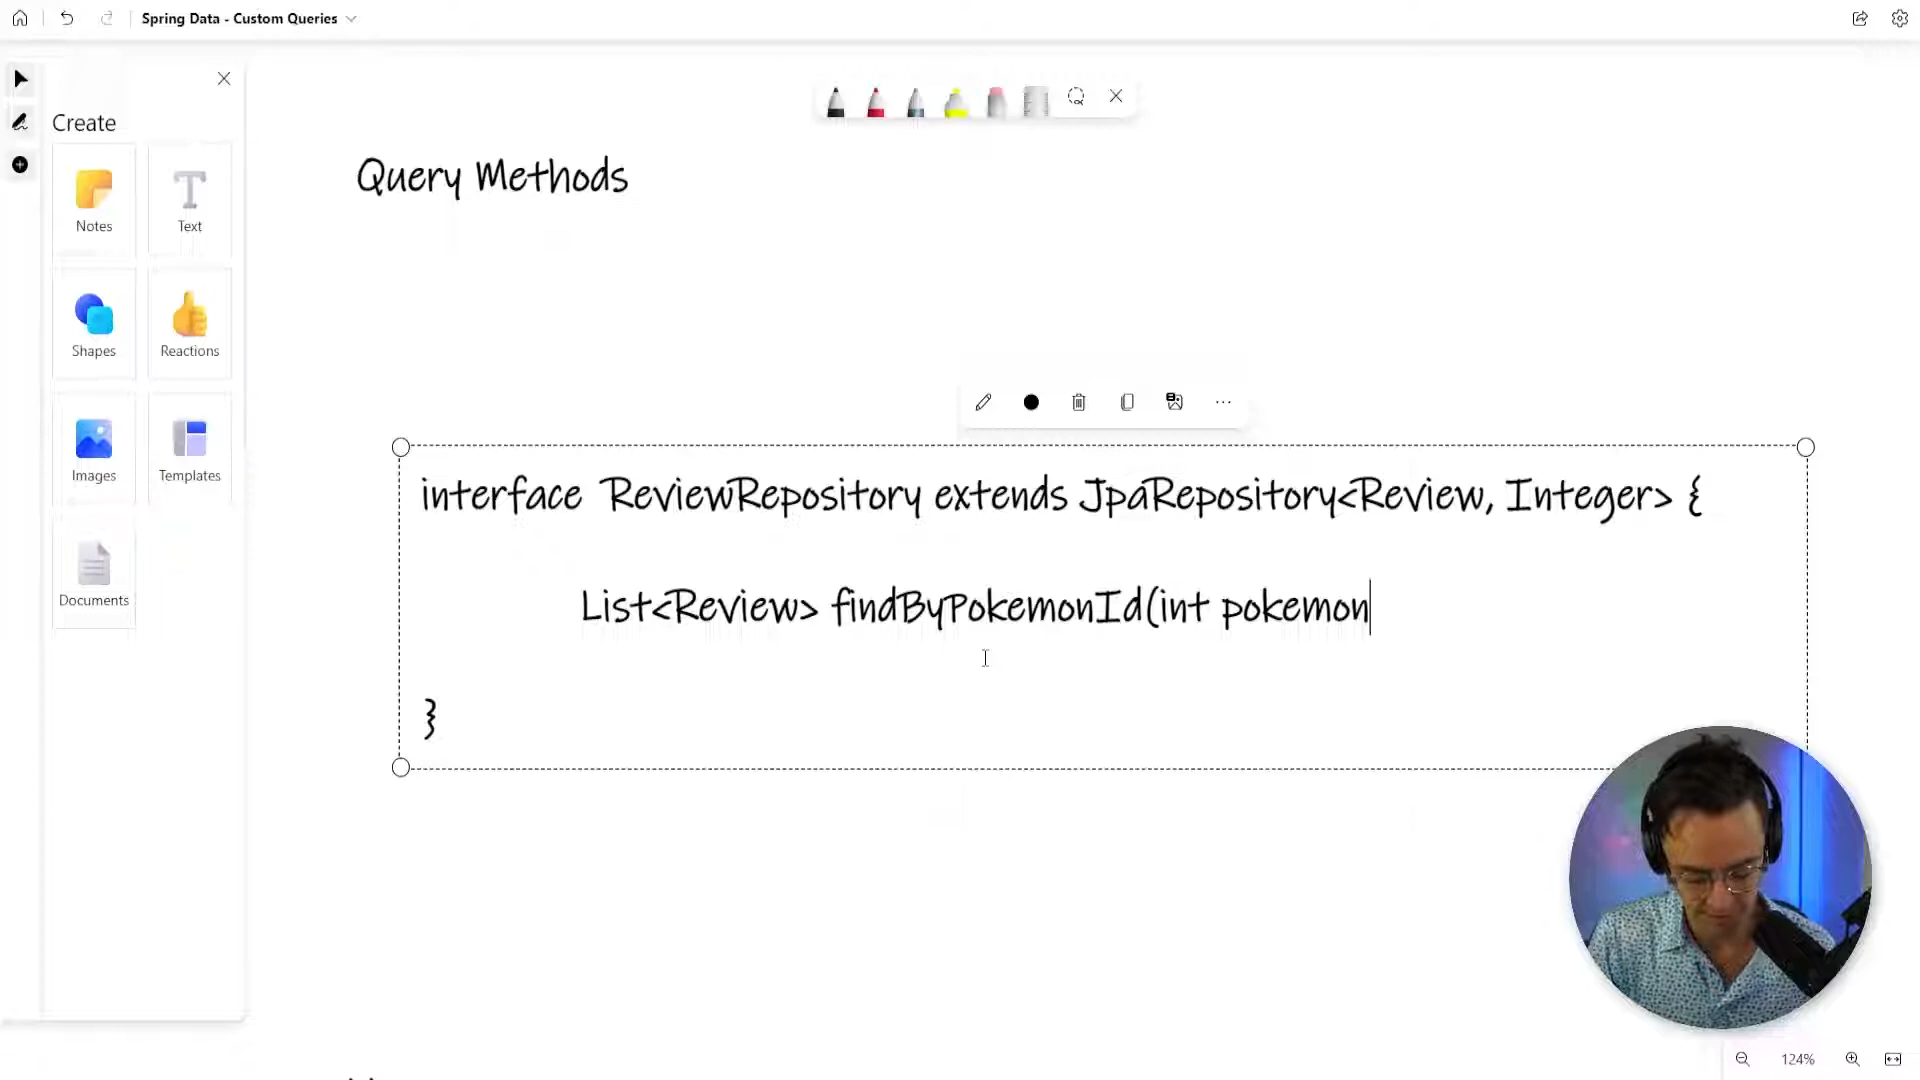 Spring Data - Custom Queries
Create
Notes
Text
Shapes
Reactions
Images
Templates
Documents
Query Methods
interface ReviewRepository extends JpaRepository<Review, Integer> {
List<Review> findByPokemonId(int pokemon
}
124%